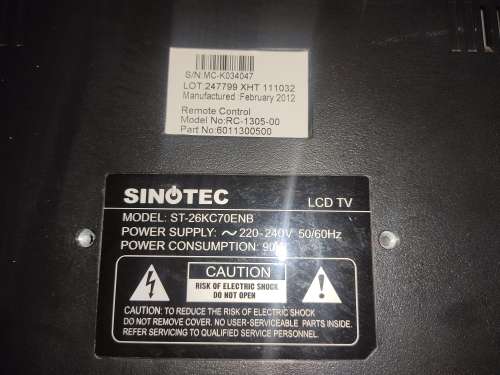 S/N:MC-K034047
LOT:247799 XHT 111032
Manufactured :February 2012
Remote Control
Model No:RC-1305-00
Part No:6011300500
SINOTEC
LCD TV
MODEL: ST-26KC70ENB
POWER SUPPLY: ~ 220-240V 50/60Hz
POWER CONSUMPTION: 90W
CAUTION
RISK OF ELECTRIC SHOCK
DO NOT OPEN
CAUTION: TO REDUCE THE RISK OF ELECTRIC SHOCK
DO NOT REMOVE COVER. NO USER-SERVICEABLE PARTS INSIDE.
REFER SERVICING TO QUALIFIED SERVICE PERSONNEL.